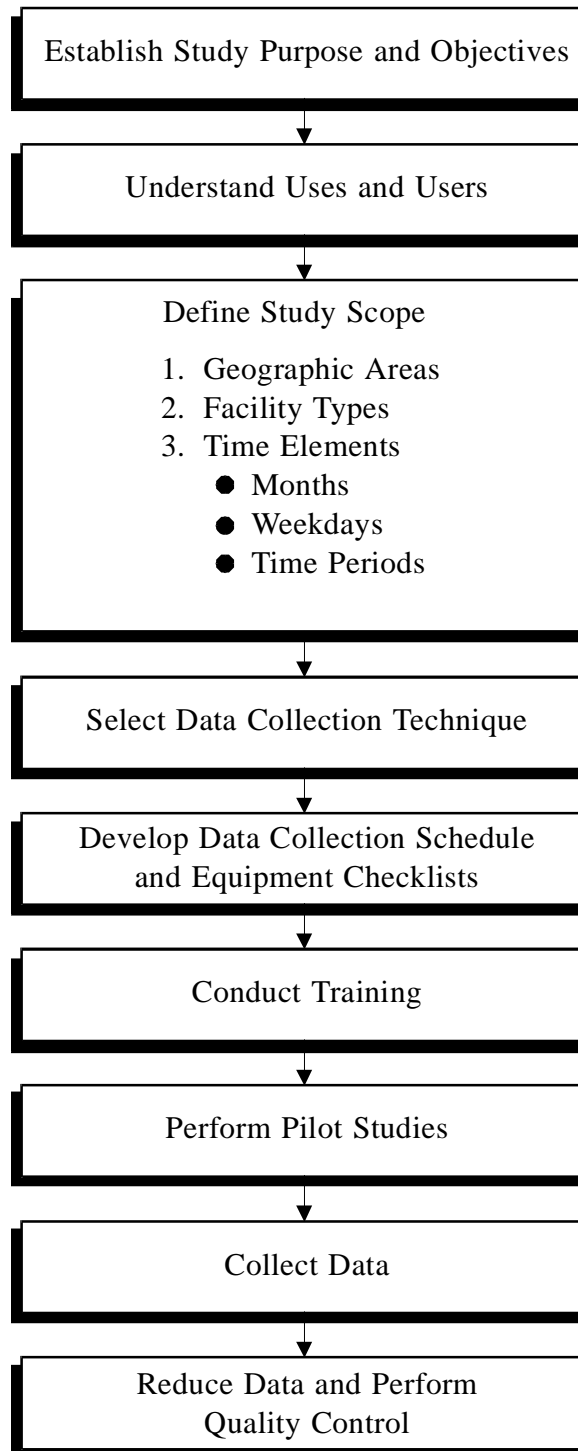 Establish Study Purpose and Objectives
Understand Uses and Users
Define Study Scope
1. Geographic Areas
2. Facility Types
3. Time Elements
● Months
● Weekdays
● Time Periods
Select Data Collection Technique
Develop Data Collection Schedule
and Equipment Checklists
Conduct Training
Perform Pilot Studies
Collect Data
Reduce Data and Perform
Quality Control